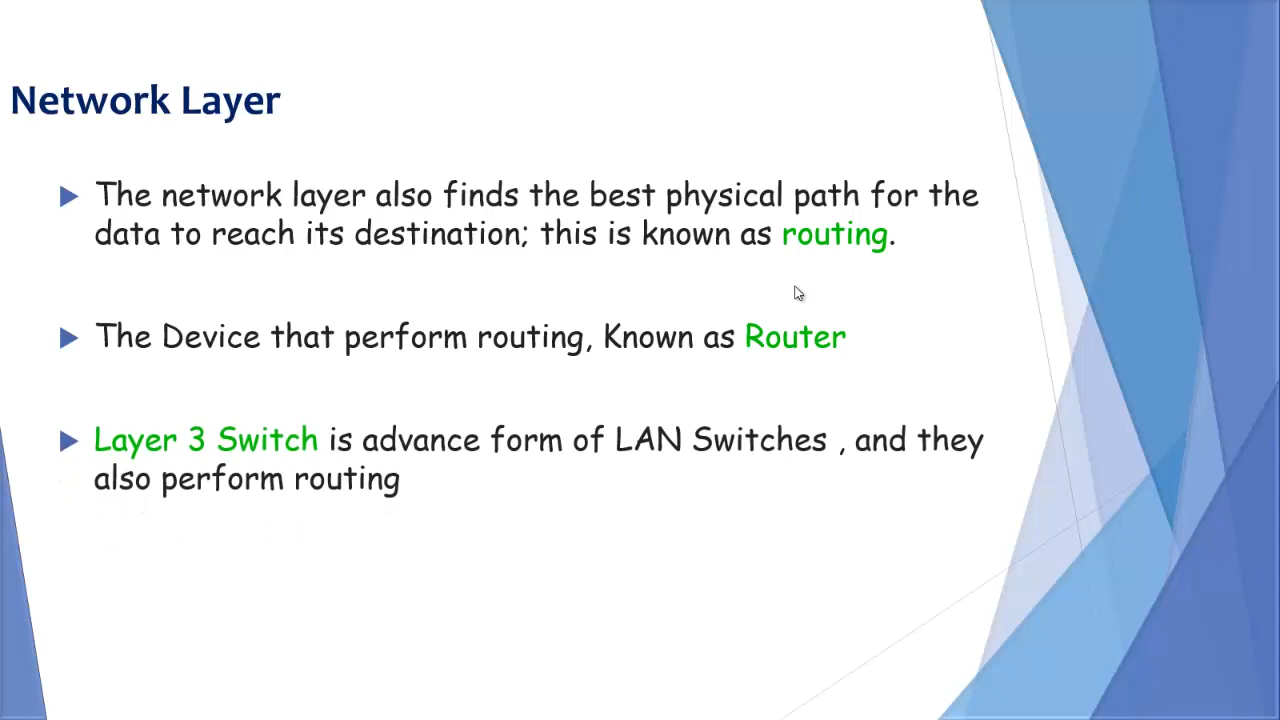 Network Layer
The network layer also finds the best physical path for the
data to reach its destination; this is known as routing.
The Device that perform routing, Known as Router
Layer 3 Switch is advance form of LAN Switches , and they
also perform routing